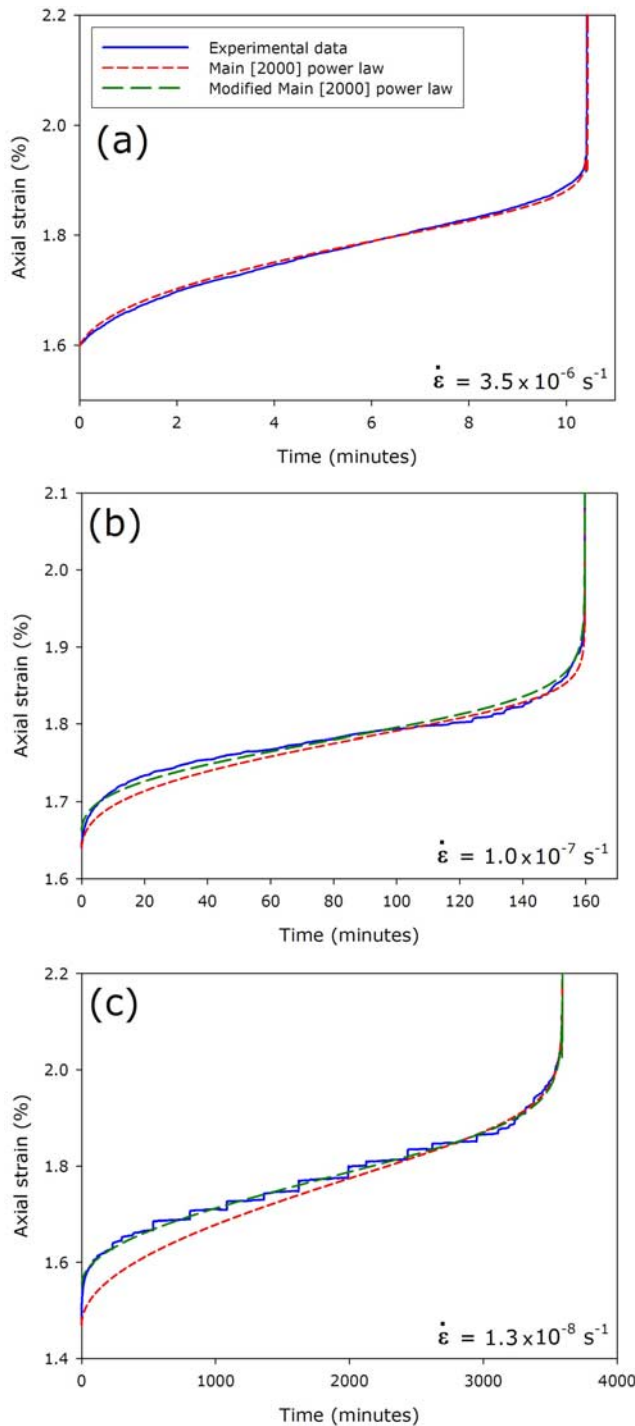 2.2
Experimental data
Main [2000] power law
Modified Main [2000] power law
(a)
2.0
1.8
1.6
Axial strain (%)
ε̇ = 3.5 x 10⁻⁶ s⁻¹
0 2 4 6 8 10
Time (minutes)
2.1
(b)
2.0
1.9
1.8
1.7
1.6
Axial strain (%)
ε̇ = 1.0 x 10⁻⁷ s⁻¹
0 20 40 60 80 100 120 140 160
Time (minutes)
2.2
(c)
2.0
1.8
1.6
1.4
Axial strain (%)
ε̇ = 1.3 x 10⁻⁸ s⁻¹
0 1000 2000 3000 4000
Time (minutes)